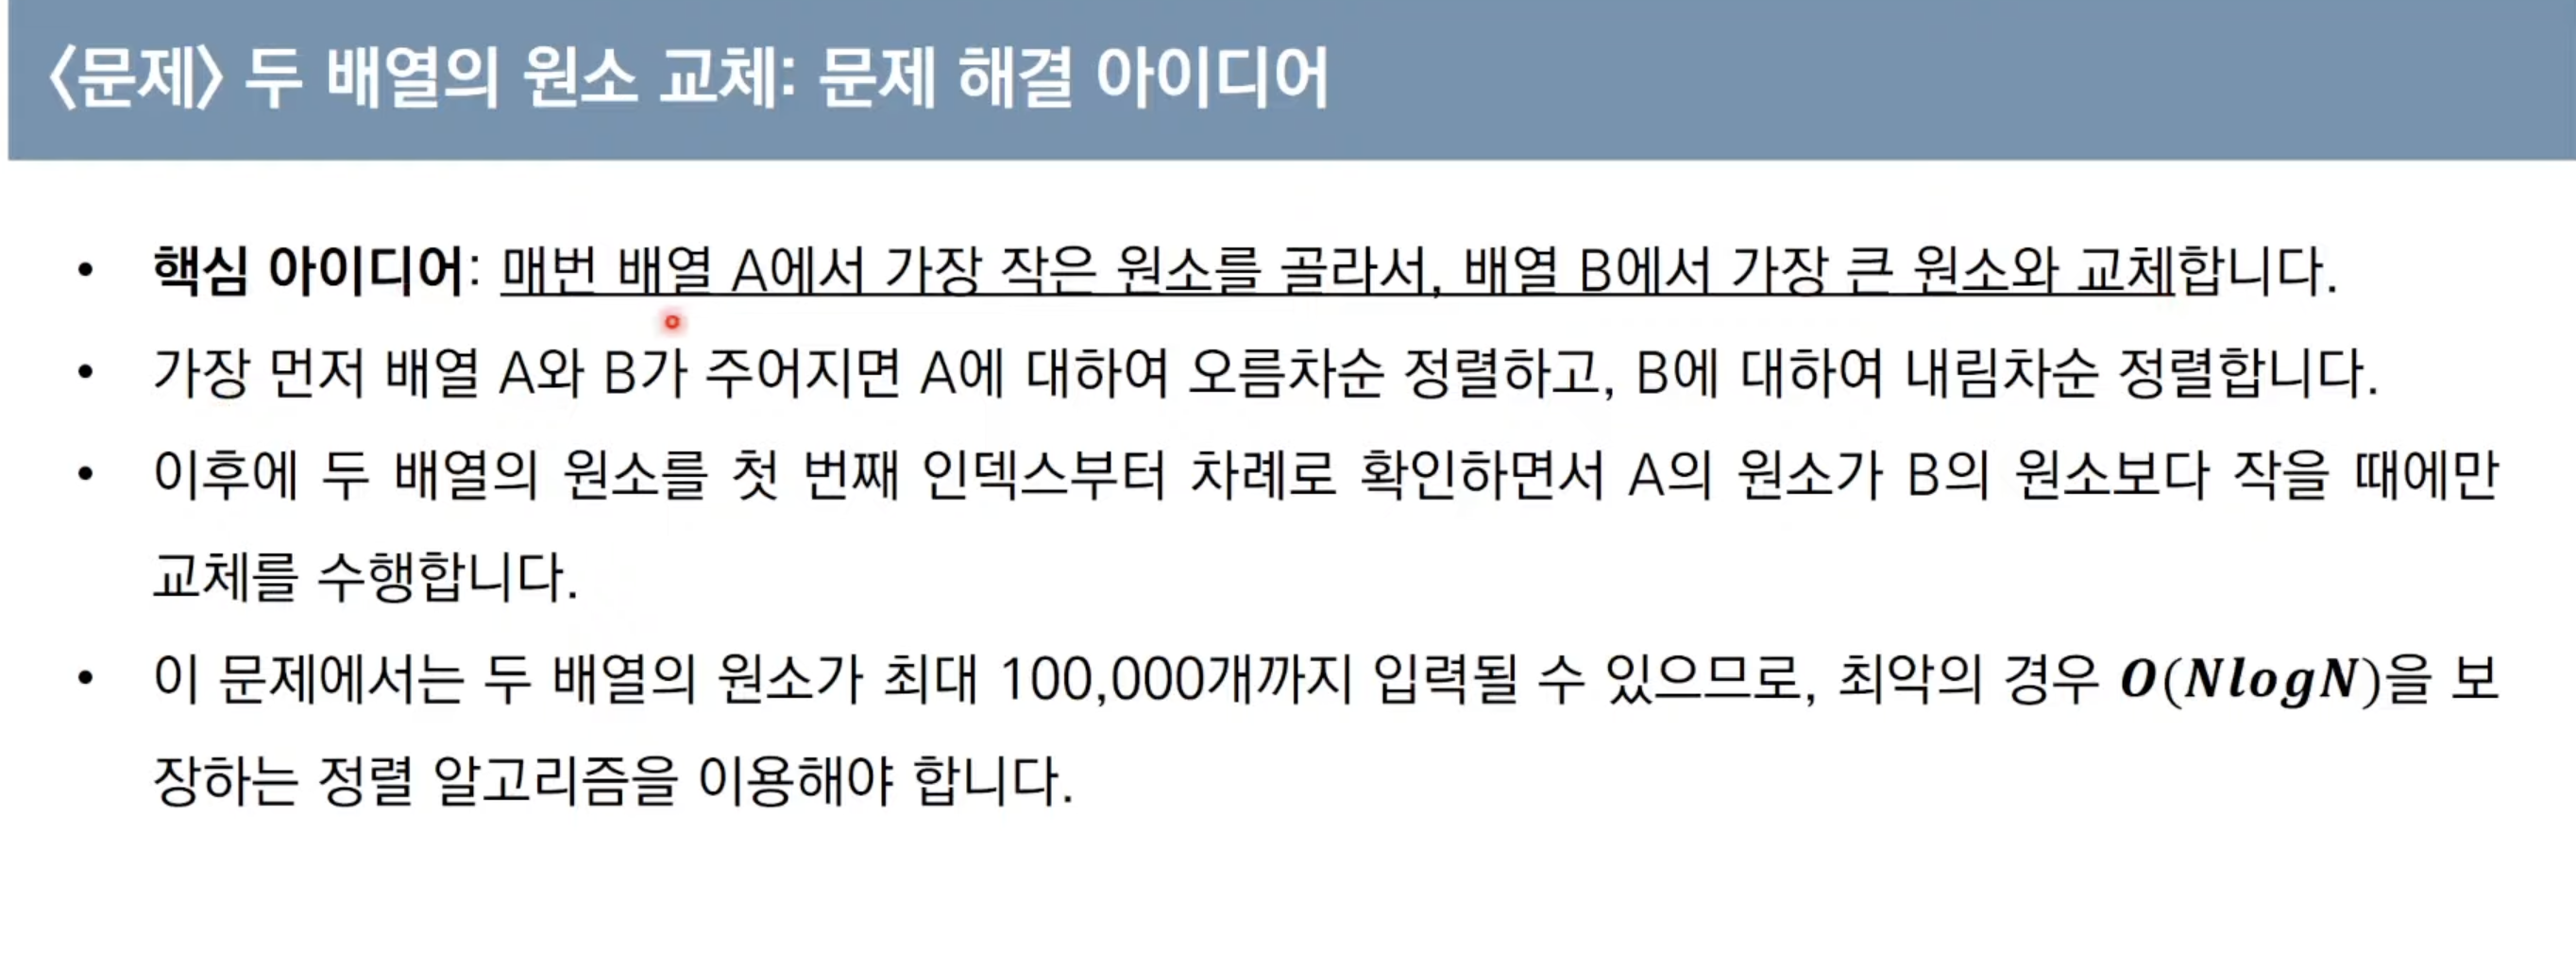 <문제> 두 배열의 원소 교체: 문제 해결 아이디어
• 핵심 아이디어: 매번 배열 A에서 가장 작은 원소를 골라서, 배열 B에서 가장 큰 원소와 교체합니다.
• 가장 먼저 배열 A와 B가 주어지면 A에 대하여 오름차순 정렬하고, B에 대하여 내림차순 정렬합니다.
• 이후에 두 배열의 원소를 첫 번째 인덱스부터 차례로 확인하면서 A의 원소가 B의 원소보다 작을 때에만
교체를 수행합니다.
• 이 문제에서는 두 배열의 원소가 최대 100,000개까지 입력될 수 있으므로, 최악의 경우 O(NlogN)을 보
장하는 정렬 알고리즘을 이용해야 합니다.